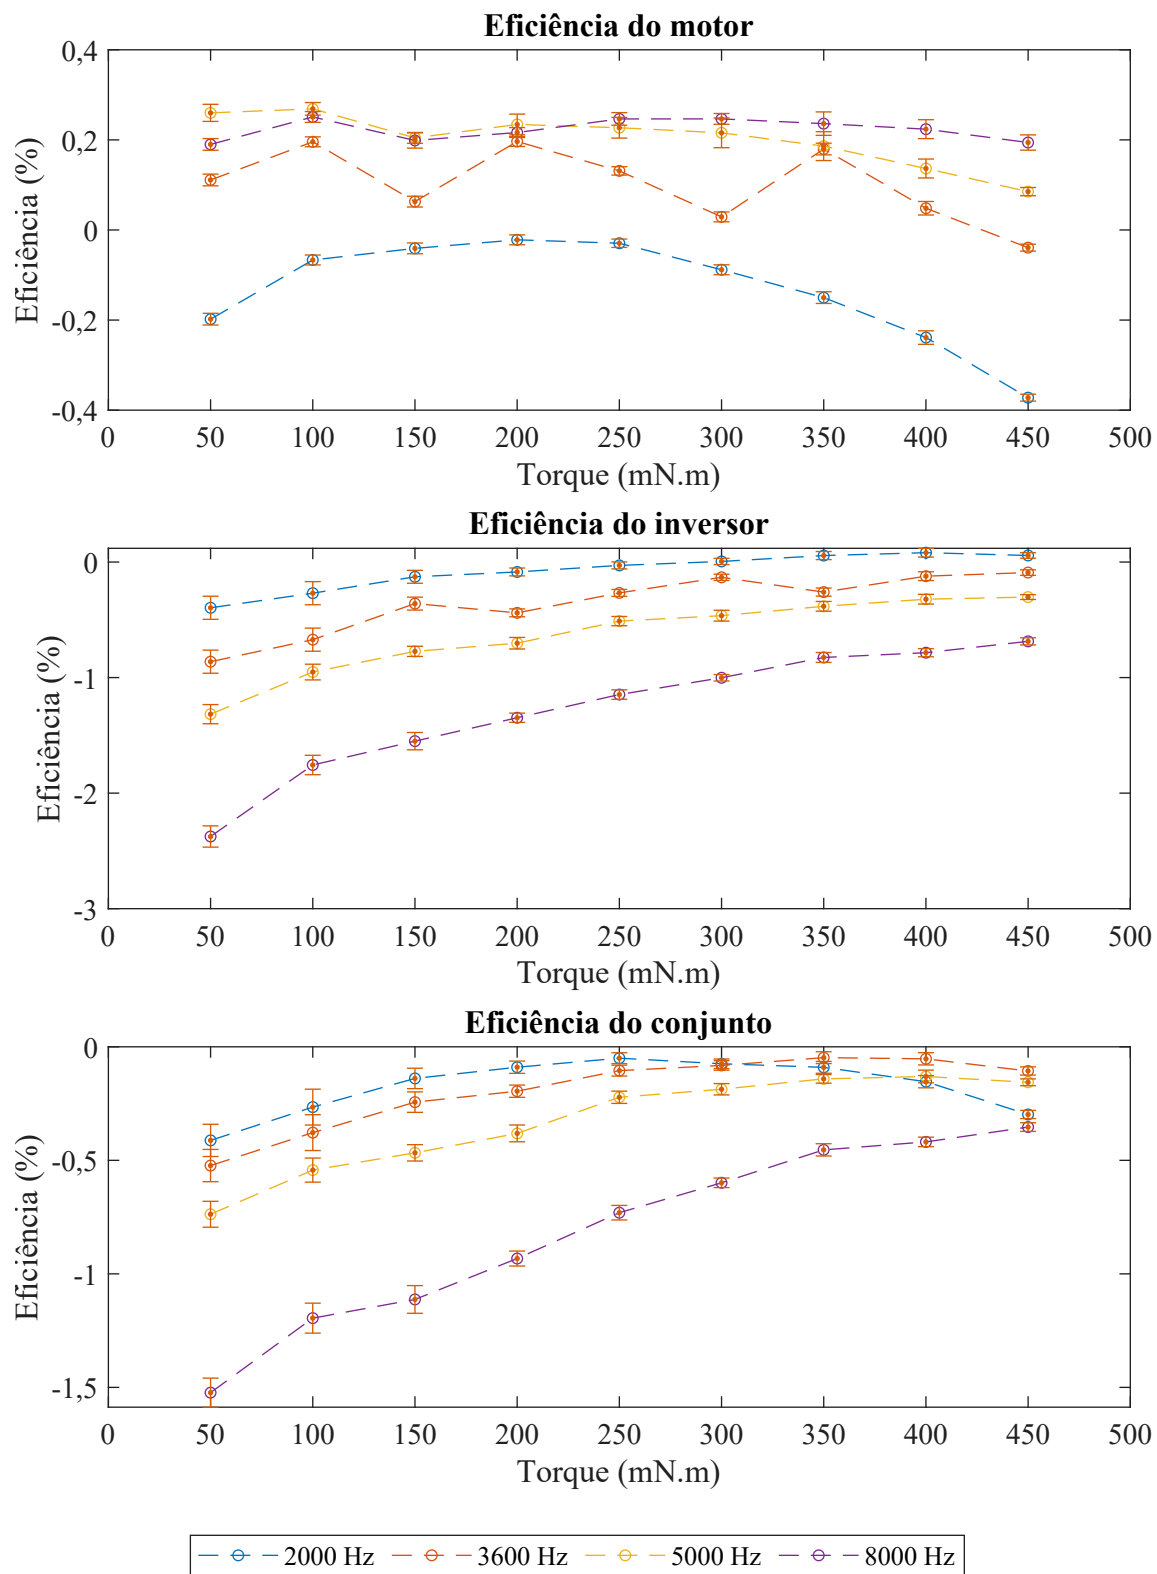 Eficiência do motor
0,4
0,2
0
-0,2
-0,4
Eficiência (%)
0 50 100 150 200 250 300 350 400 450 500
Torque (mN.m)
Eficiência do inversor
0
-1
-2
-3
Eficiência (%)
0 50 100 150 200 250 300 350 400 450 500
Torque (mN.m)
Eficiência do conjunto
0
-0,5
-1
-1,5
Eficiência (%)
0 50 100 150 200 250 300 350 400 450 500
Torque (mN.m)
2000 Hz 3600 Hz 5000 Hz 8000 Hz